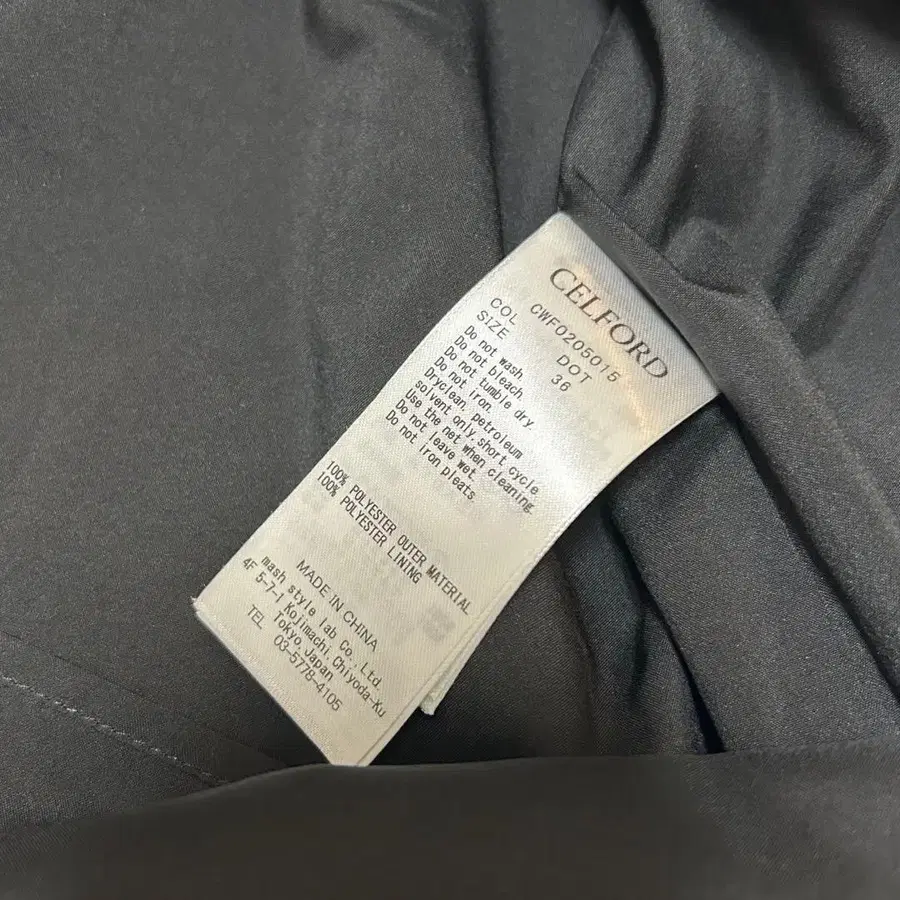 CELFORD
CWF0205015
COL DOT
SIZE 36
Do not wash.
Do not bleach.
Do not tumble dry.
Do not iron.
Dryclean, petroleum
solvent only,short cycle.
Use the net when cleaning.
Do not leave wet.
Do not iron pleats.
100% POLYESTER OUTER MATERIAL
100% POLYESTER LINING
MADE IN CHINA
mash style lab Co.,Ltd.
4F 5-7-1 Kojimachi,Chiyoda-Ku
Tokyo,Japan
TEL 03-5778-4105